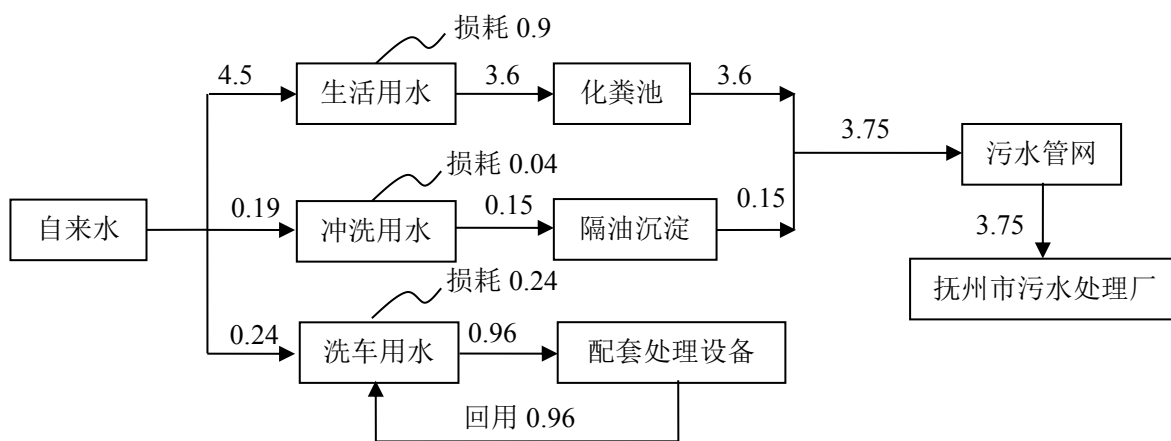 损耗 0.9
4.5
生活用水
3.6
化粪池
3.6
3.75
污水管网
损耗 0.04
自来水
0.19
冲洗用水
0.15
隔油沉淀
0.15
3.75
抚州市污水处理厂
损耗 0.24
0.24
洗车用水
0.96
配套处理设备
回用 0.96